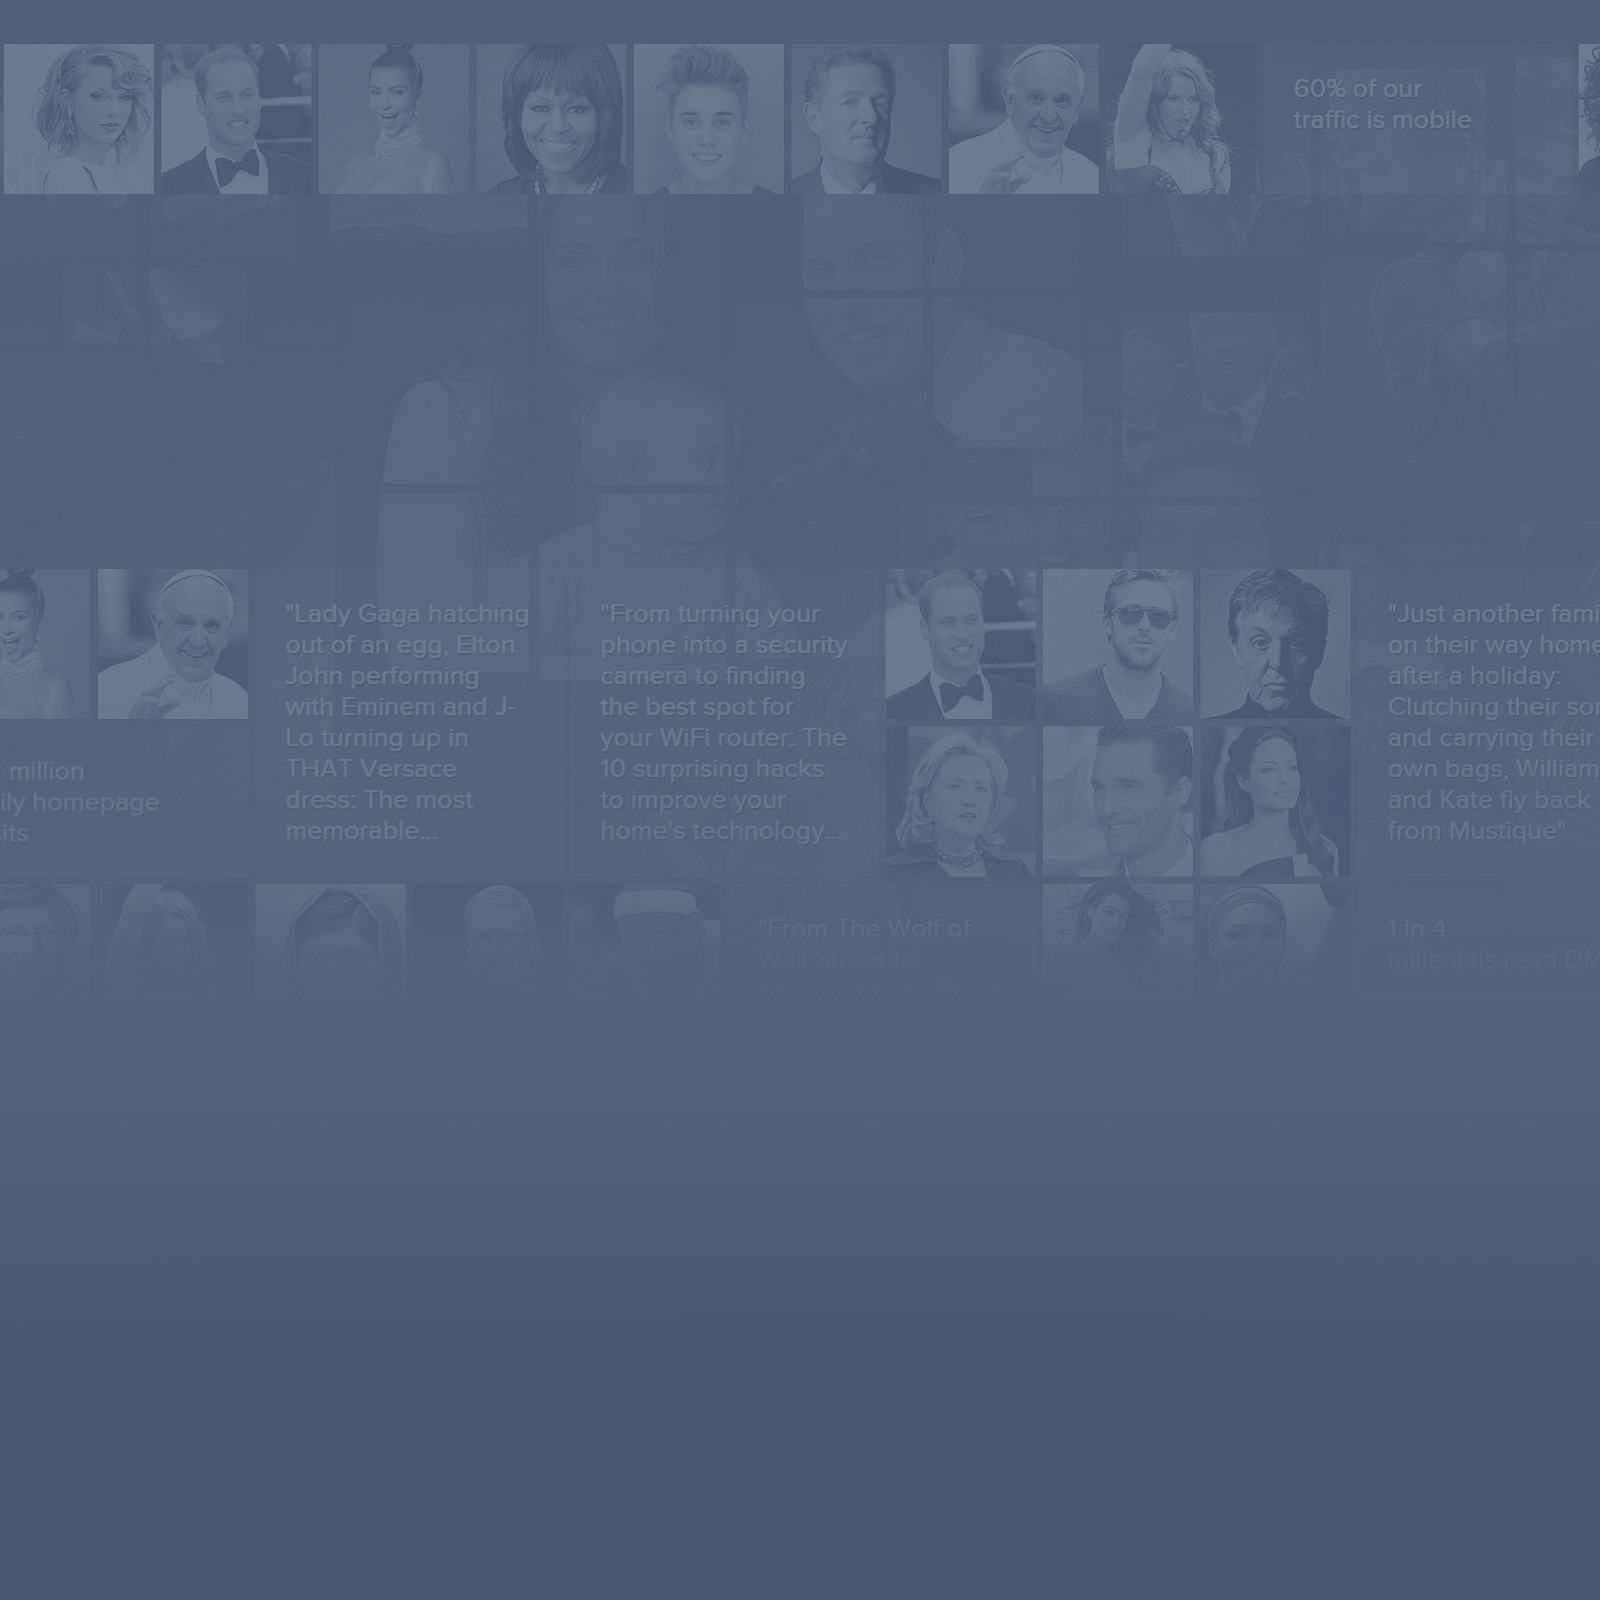 60% of our
traffic is mobile
"Lady Gaga hatching
out of an egg, Elton
John performing
with Eminem and J-
Lo turning up in
THAT Versace
dress: The most
memorable...
"From turning your
phone into a security
camera to finding
the best spot for
your WiFi router: The
10 surprising hacks
to improve your
home's technology...
"Just another fami
on their way home
after a holiday:
Clutching their so
and carrying their
own bags, William
and Kate fly back
from Mustique"
million
ily homepage
its
"From The Wolf of
Wall Street to
1 in 4
millenials read DM